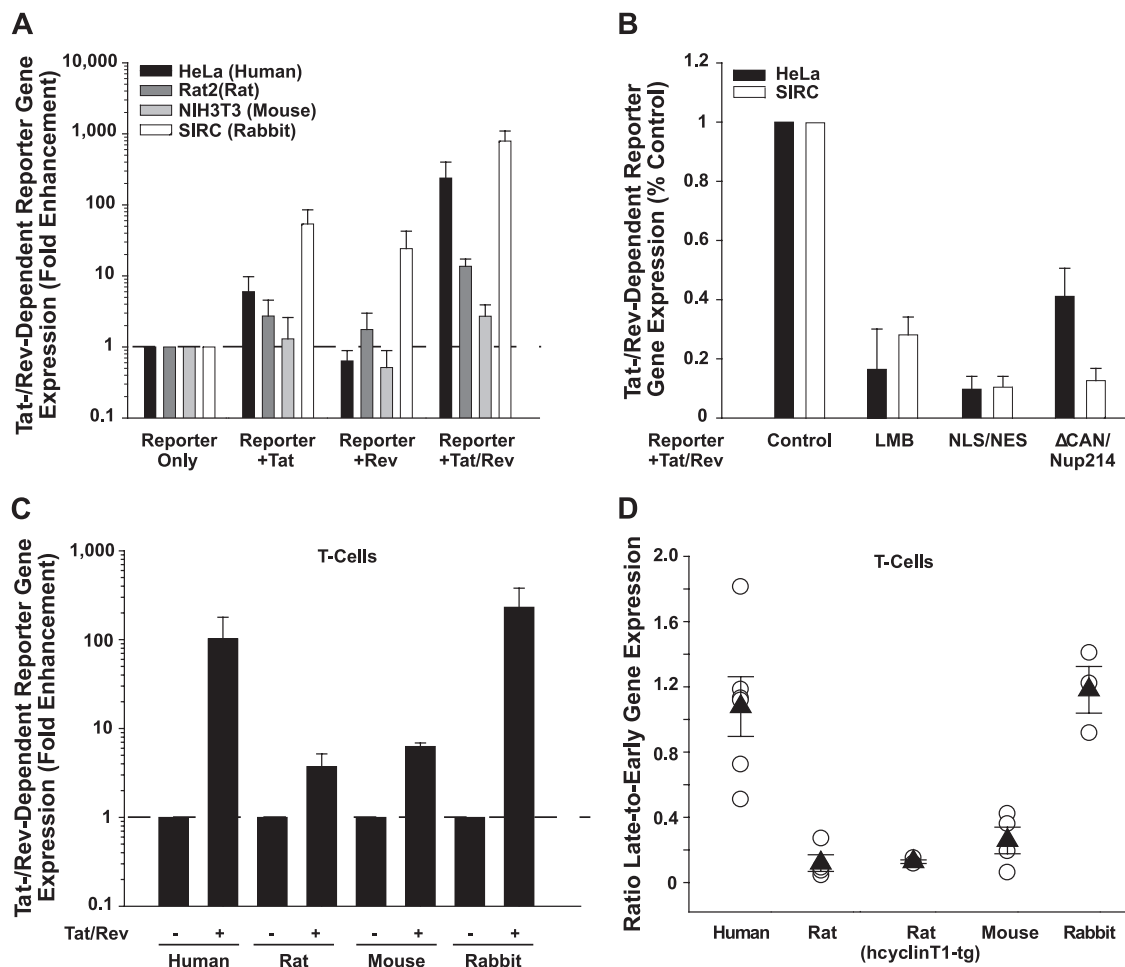 A
Tat-/Rev-Dependent Reporter Gene
Expression (Fold Enhancement)
10,000
1,000
100
10
1
0.1
HeLa (Human)
Rat2(Rat)
NIH3T3 (Mouse)
SIRC (Rabbit)
Reporter Only
Reporter +Tat
Reporter +Rev
Reporter +Tat/Rev
B
Tat-/Rev-Dependent Reporter
Gene Expression (% Control)
1.2
1
0.8
0.6
0.4
0.2
0
HeLa
SIRC
Reporter +Tat/Rev
Control
LMB
NLS/NES
ΔCAN/ Nup214
C
Tat-/Rev-Dependent Reporter Gene
Expression (Fold Enhancement)
T-Cells
1,000
100
10
1
0.1
Tat/Rev - + - + - + - +
Human Rat Mouse Rabbit
D
Ratio Late-to-Early Gene Expression
T-Cells
2.0
1.6
1.2
0.8
0.4
0
Human
Rat
Rat (hcyclinT1-tg)
Mouse
Rabbit